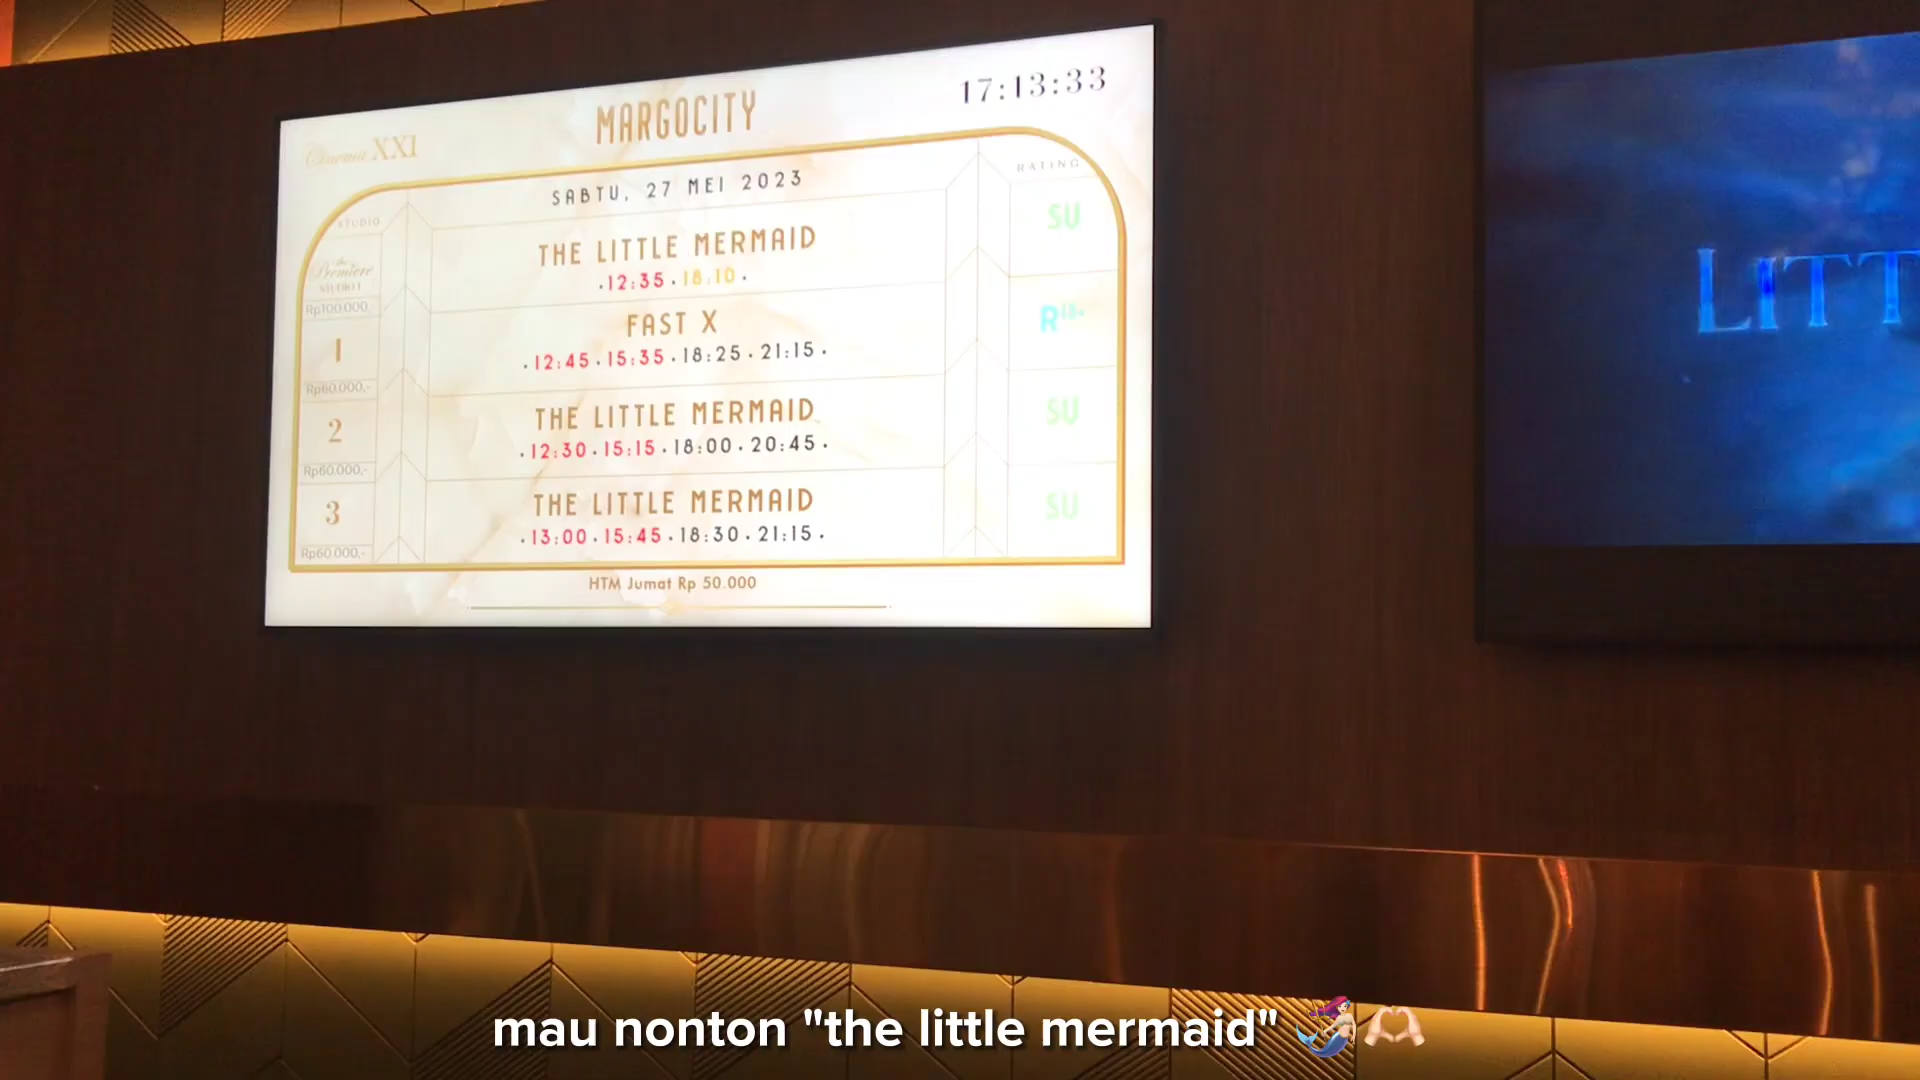 MARGOCITY
17:13:33
Cinema XXI
RATING
SABTU, 27 MEI 2023
STUDIO
SU
THE LITTLE MERMAID
the
Premiere
STUDIO 1
·12:35·18:10·
Rp100.000,-
FAST X
R13+
1
·12:45·15:35·18:25·21:15·
Rp60.000,-
THE LITTLE MERMAID
SU
2
·12:30·15:15·18:00·20:45·
Rp60.000,-
THE LITTLE MERMAID
SU
3
·13:00·15:45·18:30·21:15·
Rp60.000,-
HTM Jumat Rp 50.000
LITT
mau nonton "the little mermaid" 🧜🏻‍♀️🫶🏻